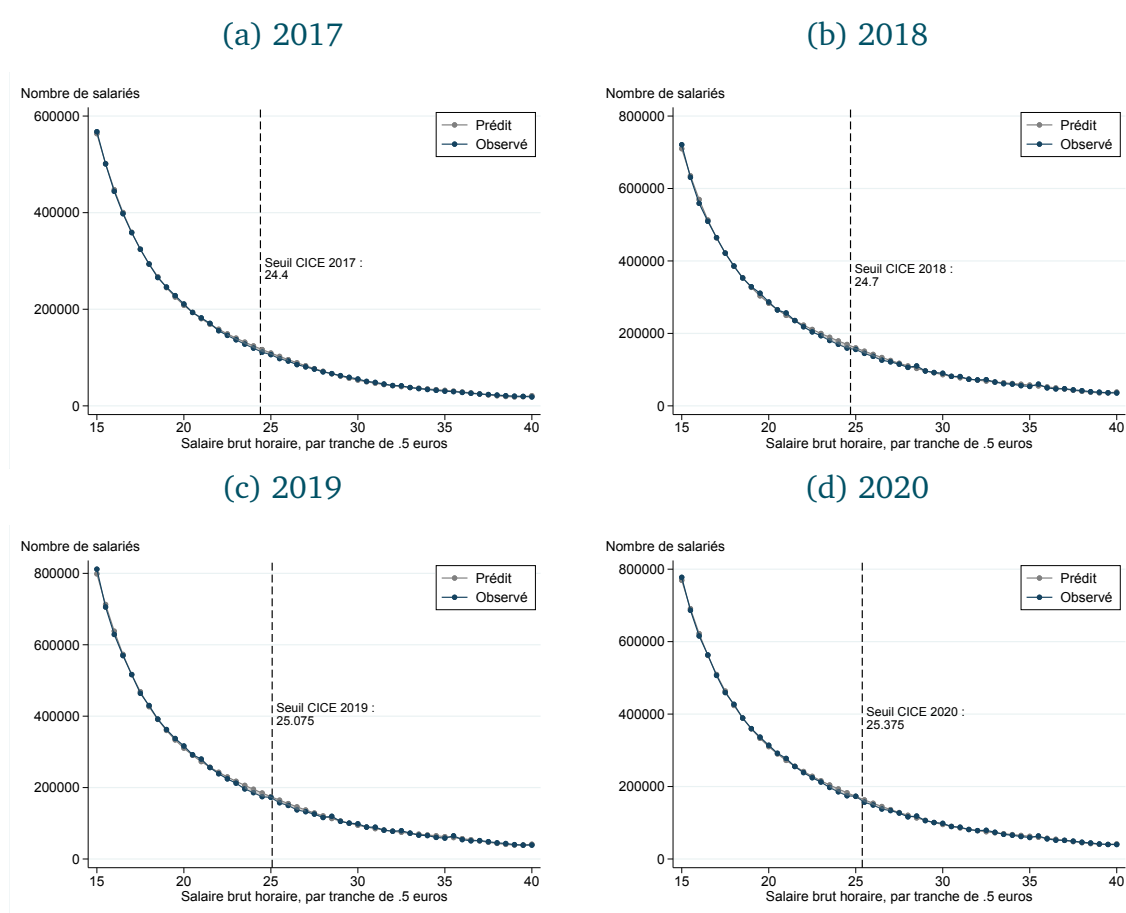 (a) 2017
Nombre de salariés
600000
400000
200000
0
15
20
25
30
35
40
Salaire brut horaire, par tranche de .5 euros
Prédit
Observé
Seuil CICE 2017 :
24.4
(b) 2018
Nombre de salariés
800000
600000
400000
200000
0
15
20
25
30
35
40
Salaire brut horaire, par tranche de .5 euros
Prédit
Observé
Seuil CICE 2018 :
24.7
(c) 2019
Nombre de salariés
800000
600000
400000
200000
0
15
20
25
30
35
40
Salaire brut horaire, par tranche de .5 euros
Prédit
Observé
Seuil CICE 2019 :
25.075
(d) 2020
Nombre de salariés
800000
600000
400000
200000
0
15
20
25
30
35
40
Salaire brut horaire, par tranche de .5 euros
Prédit
Observé
Seuil CICE 2020 :
25.375